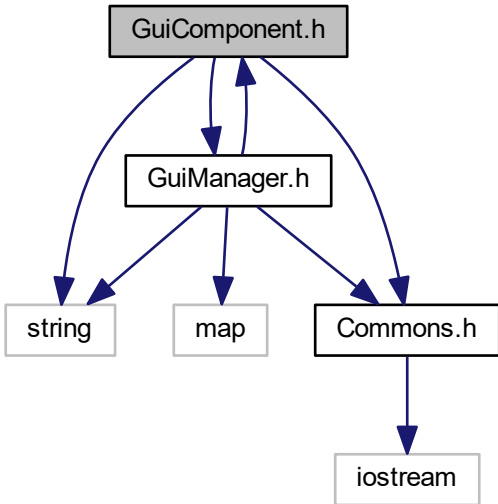 GuiComponent.h
GuiManager.h
string
map
Commons.h
iostream